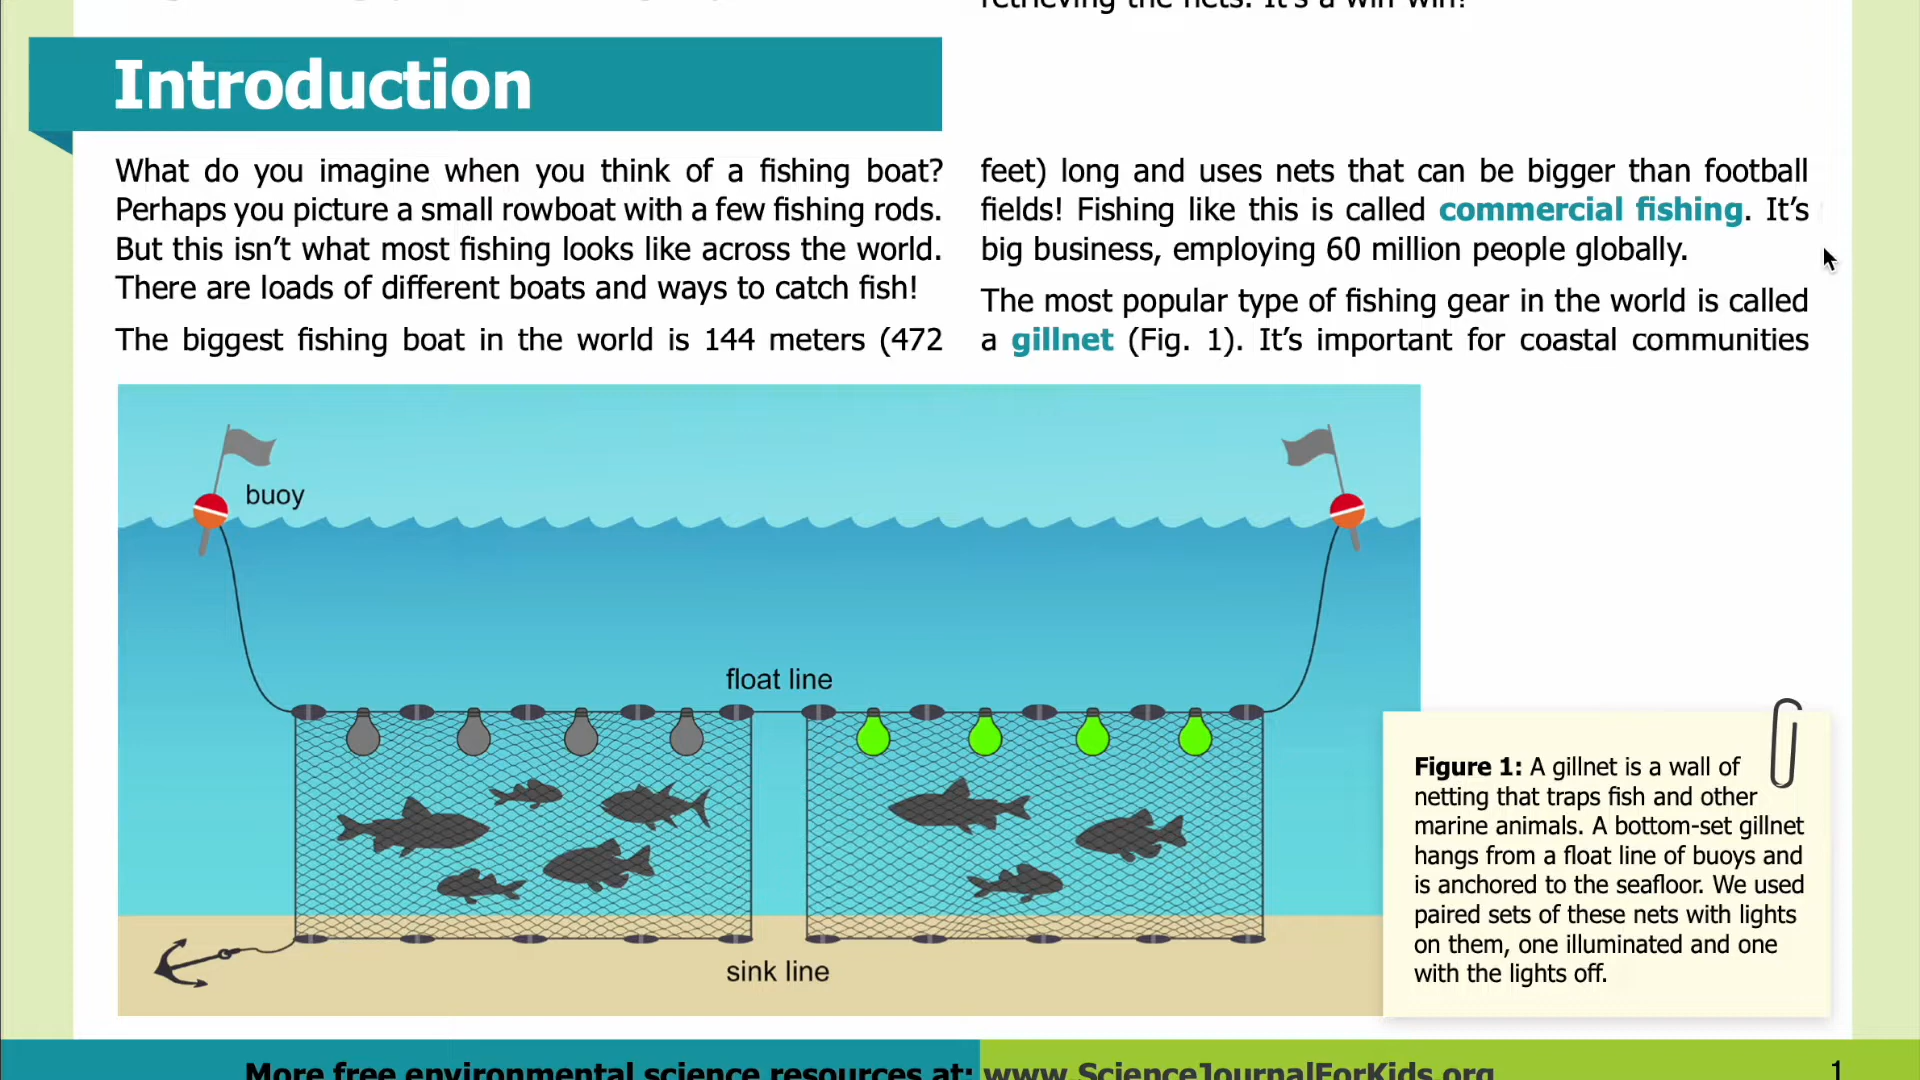 retrieving the nets. It's a win win!
Introduction
What do you imagine when you think of a fishing boat?
Perhaps you picture a small rowboat with a few fishing rods.
But this isn't what most fishing looks like across the world.
There are loads of different boats and ways to catch fish!
The biggest fishing boat in the world is 144 meters (472
feet) long and uses nets that can be bigger than football
fields! Fishing like this is called commercial fishing. It's
big business, employing 60 million people globally.
The most popular type of fishing gear in the world is called
a gillnet (Fig. 1). It's important for coastal communities
buoy
float line
sink line
Figure 1: A gillnet is a wall of
netting that traps fish and other
marine animals. A bottom-set gillnet
hangs from a float line of buoys and
is anchored to the seafloor. We used
paired sets of these nets with lights
on them, one illuminated and one
with the lights off.
More free environmental science resources at: www.ScienceJournalForKids.org
1